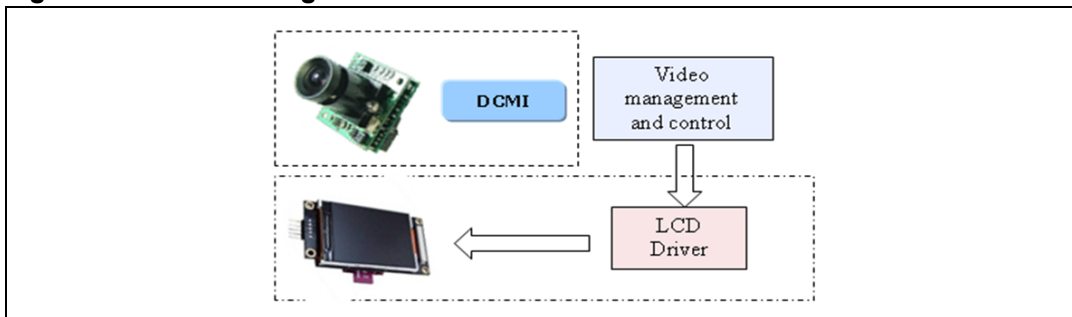 DCMI
Video
management
and control
LCD
Driver